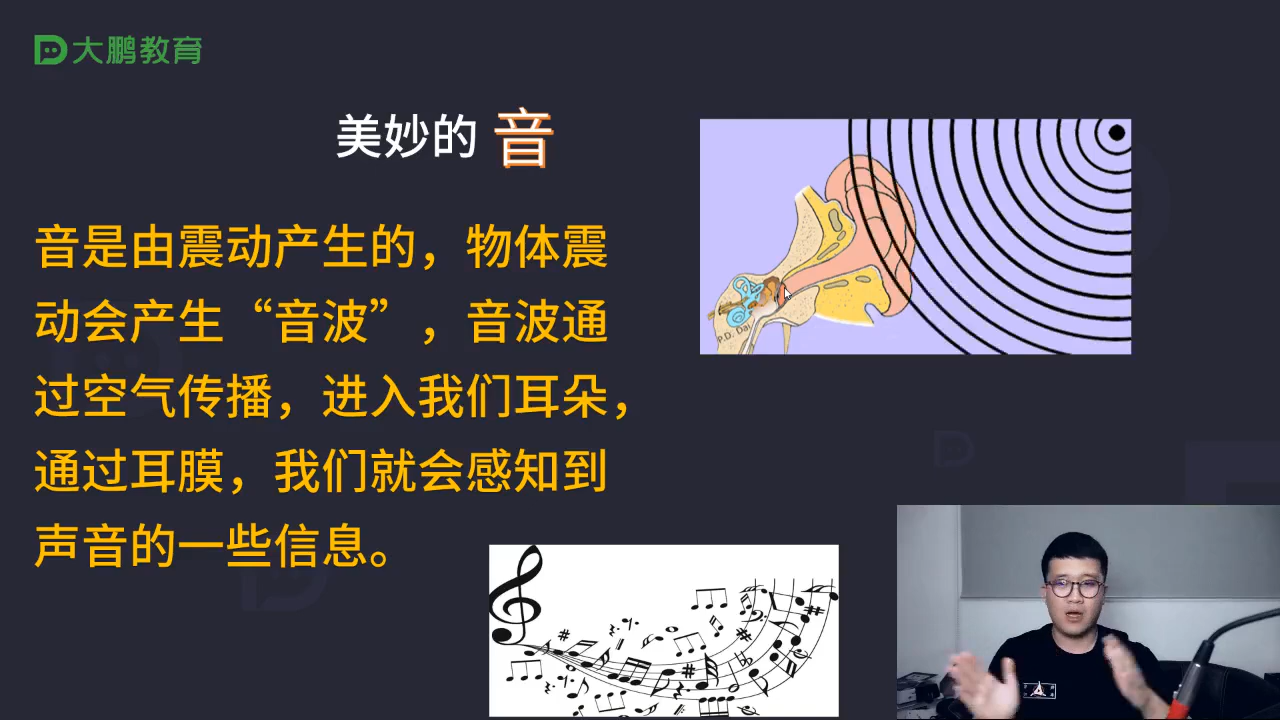 大鹏教育
美妙的 音
音是由震动产生的，物体震
动会产生“音波”，音波通
过空气传播，进入我们耳朵，
通过耳膜，我们就会感知到
声音的一些信息。